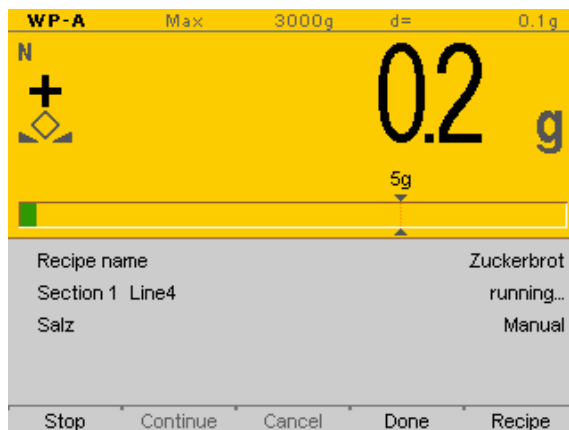 WP-A Max 3000g d= 0.1g
N
+ 0.2 g
5g
Recipe name Zuckerbrot
Section 1 Line4 running...
Salz Manual
Stop Continue Cancel Done Recipe